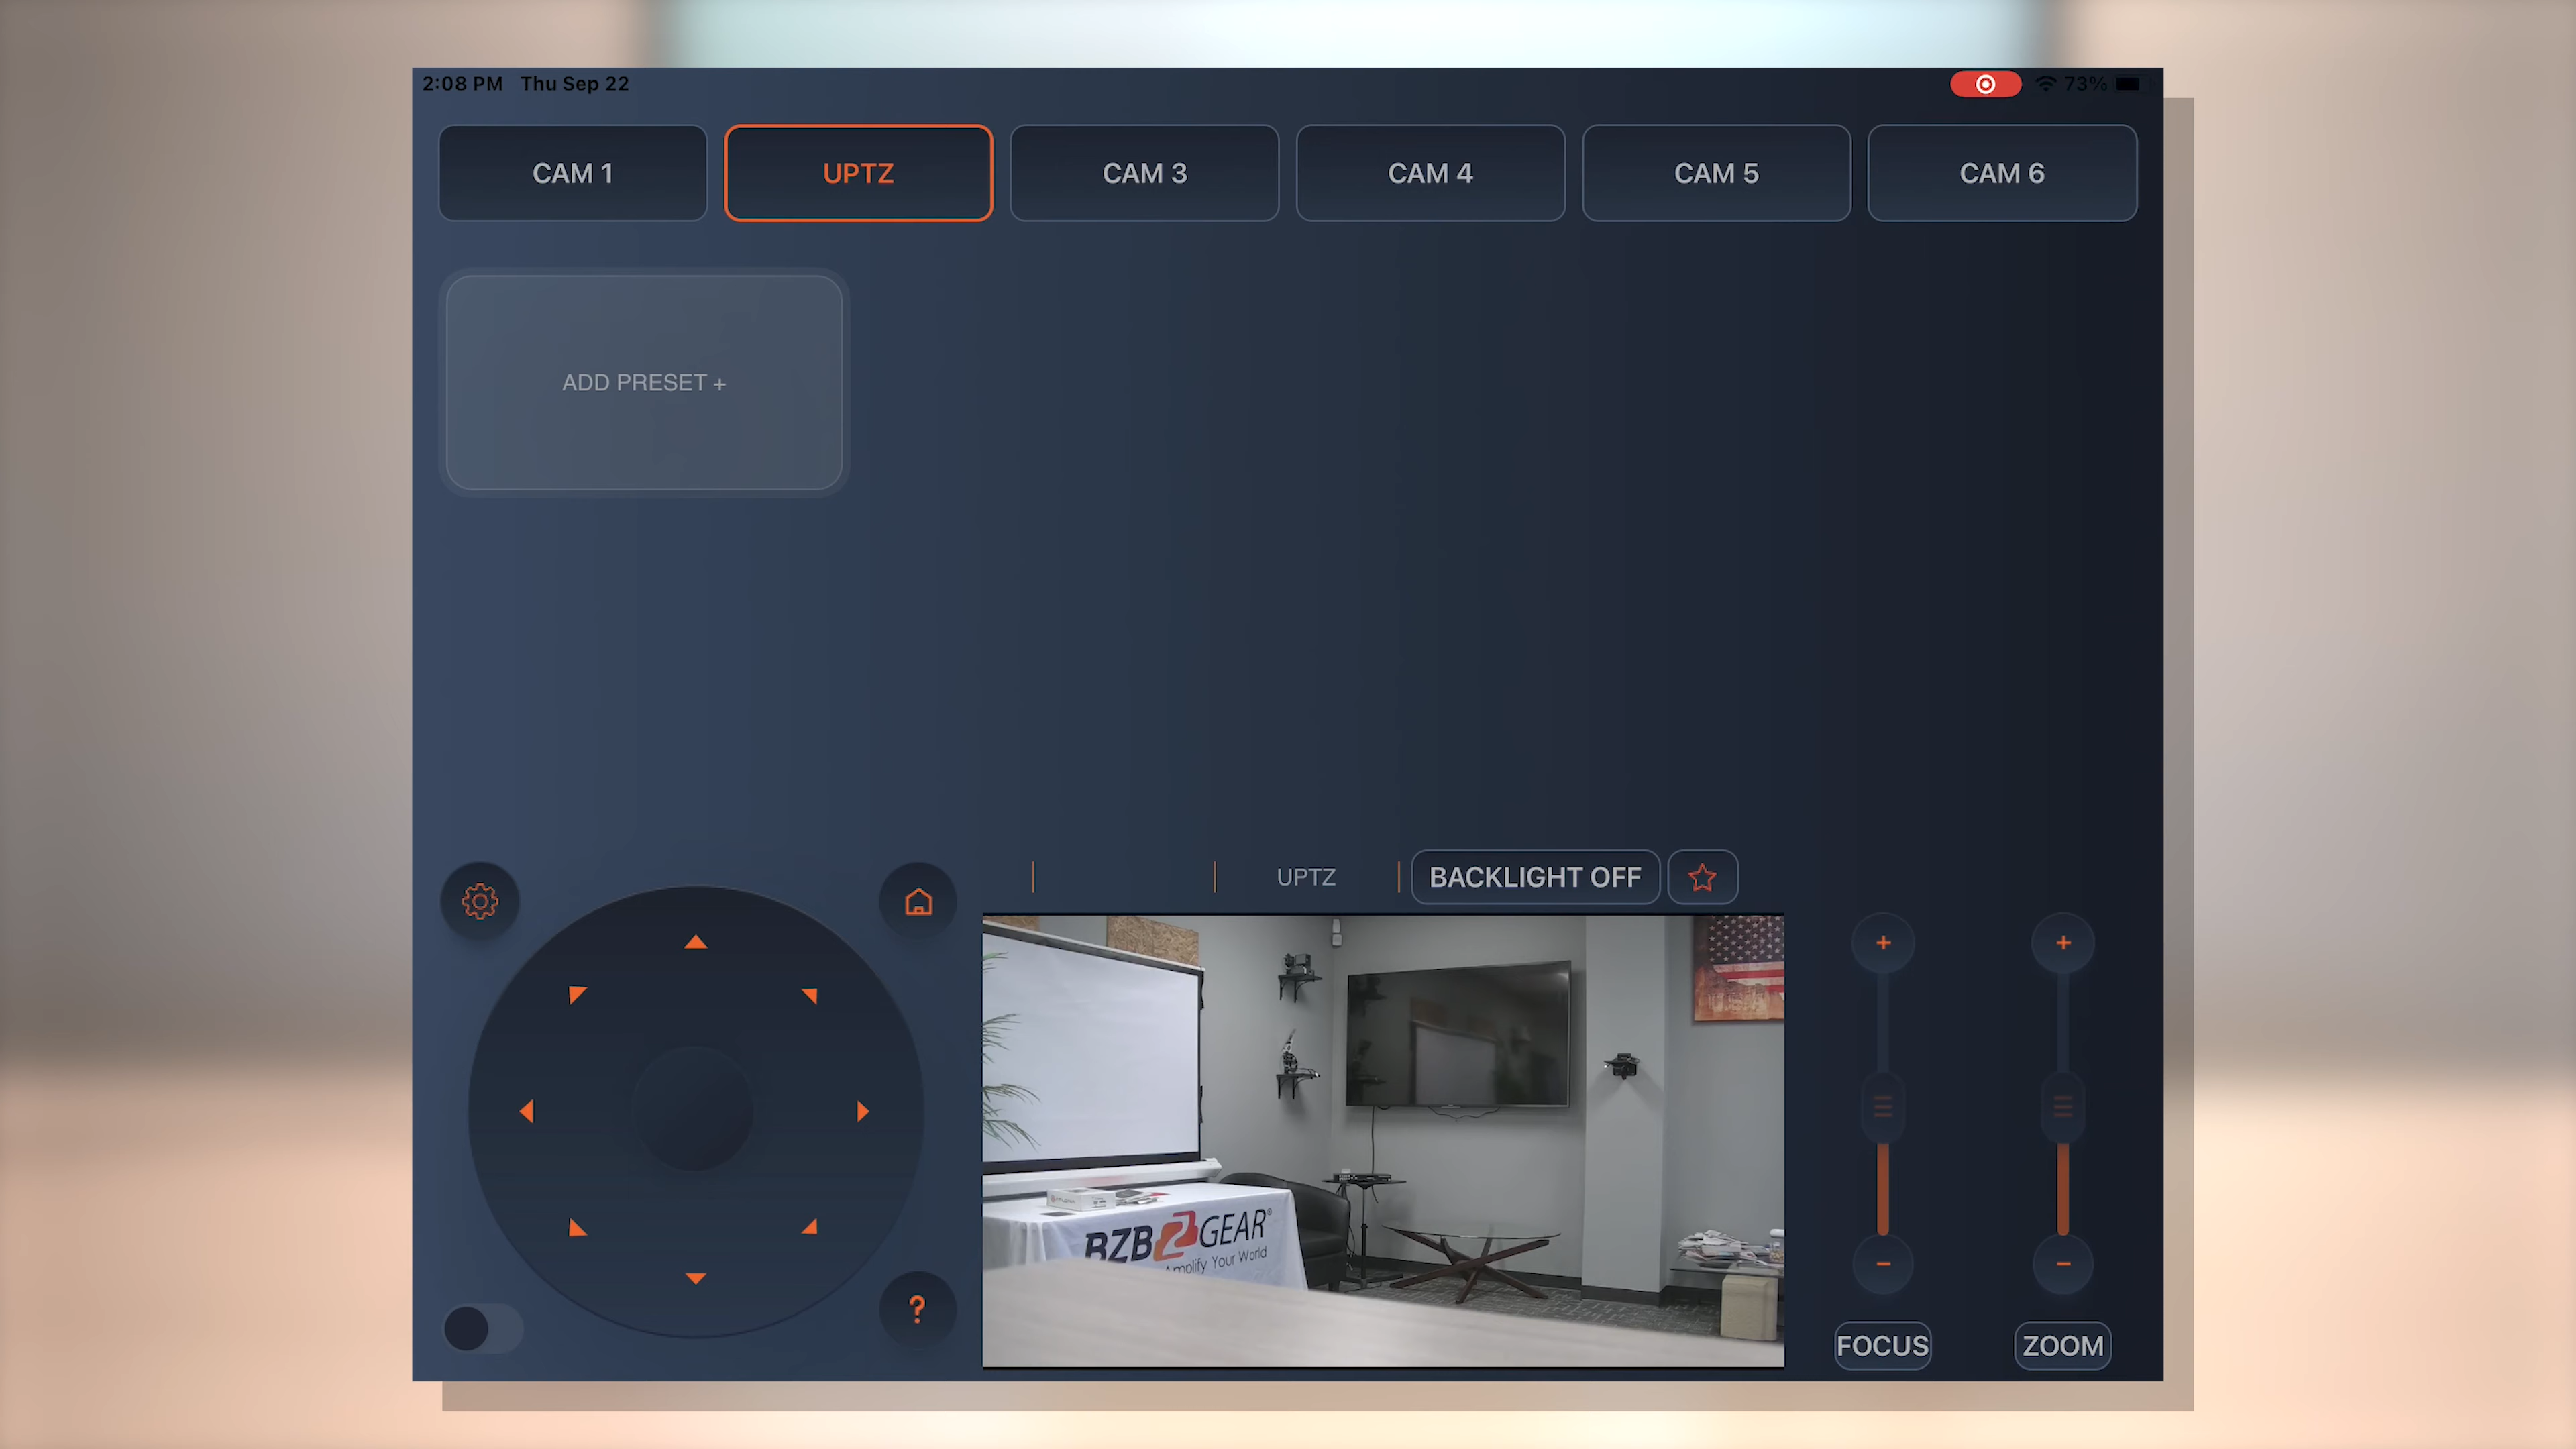 2:08 PM Thu Sep 22
73%
CAM 1
UPTZ
CAM 3
CAM 4
CAM 5
CAM 6
ADD PRESET +
UPTZ
BACKLIGHT OFF
BZB GEAR®
Amplify Your World
?
FOCUS
ZOOM